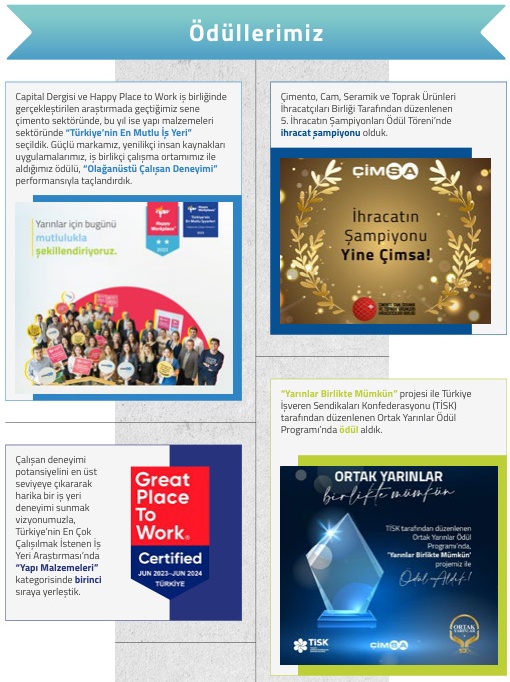 Ödüllerimiz
Capital Dergisi ve Happy Place to Work iş birliğinde
gerçekleştirilen araştırmada geçtiğimiz sene
çimento sektöründe, bu yıl ise yapı malzemeleri
sektöründe “Türkiye’nin En Mutlu İş Yeri”
seçildik. Güçlü markamız, yenilikçi insan kaynakları
uygulamalarımız, iş birlikçi çalışma ortamımız ile
aldığımız ödülü, “Olağanüstü Çalışan Deneyimi”
performansıyla taçlandırdık.
Yarınlar için bugünü
mutlulukla
şekillendiriyoruz.
Happy
Workplace
Çalışan deneyimi
potansiyelini en üst
seviyeye çıkararak
harika bir iş yeri
deneyimi sunmak
vizyonumuzla,
Türkiye’nin En Çok
Çalışılmak İstenen İş
Yeri Araştırması’nda
“Yapı Malzemeleri”
kategorisinde birinci
sıraya yerleştik.
Great
Place
To
Work®
Certified
JUN 2023–JUN 2024
TÜRKİYE
Çimento, Cam, Seramik ve Toprak Ürünleri
İhracatçıları Birliği Tarafından düzenlenen
5. İhracatın Şampiyonları Ödül Töreni’nde
ihracat şampiyonu olduk.
ÇİMSA
İhracatın
Şampiyonu
Yine Çimsa!
“Yarınlar Birlikte Mümkün” projesi ile Türkiye
İşveren Sendikaları Konfederasyonu (TİSK)
tarafından düzenlenen Ortak Yarınlar Ödül
Programı’nda ödül aldık.
ORTAK YARINLAR
birlikte mümkün
TİSK tarafından düzenlenen
Ortak Yarınlar Ödül
Programı’nda,
“Yarınlar Birlikte Mümkün”
projemiz ile
Ödül Aldık!
TİSK
ÇİMSA
ORTAK
YARINLAR